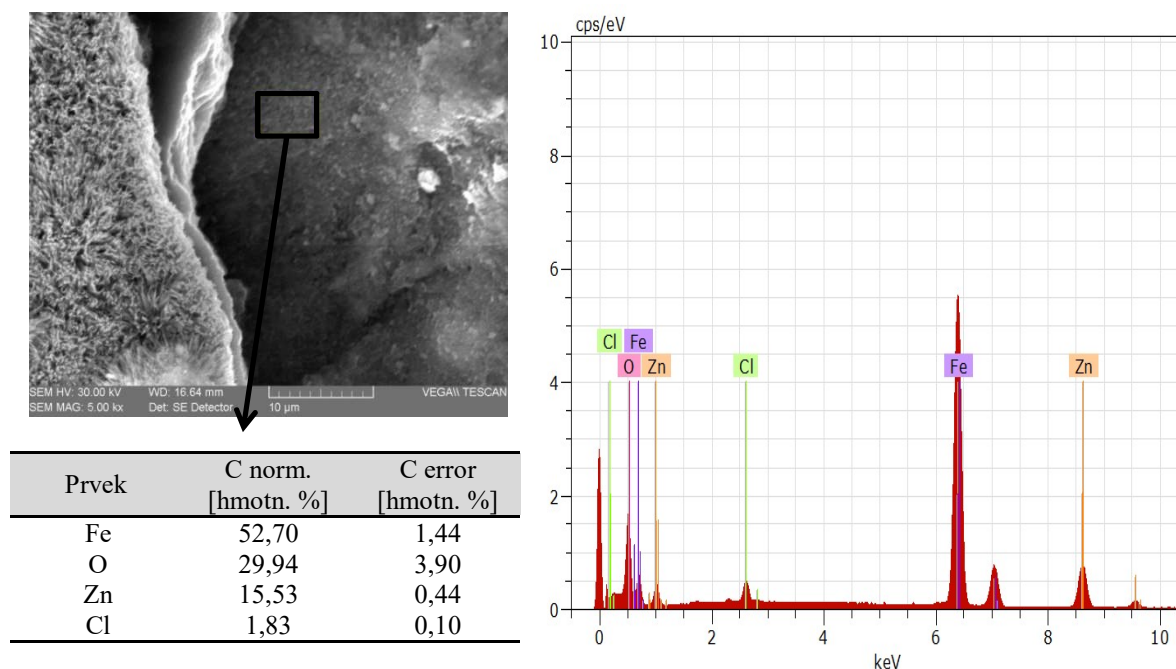 SEM HV: 30.00 kV WD: 16.64 mm VEGA\\ TESCAN
SEM MAG: 5.00 kx Det: SE Detector 10 µm
Prvek C norm. [hmotn. %] C error [hmotn. %]
Fe 52,70 1,44
O 29,94 3,90
Zn 15,53 0,44
Cl 1,83 0,10
cps/eV
10
8
6
Cl Fe
4
O Zn Cl Fe Zn
2
0
0 2 4 6 8 10
keV